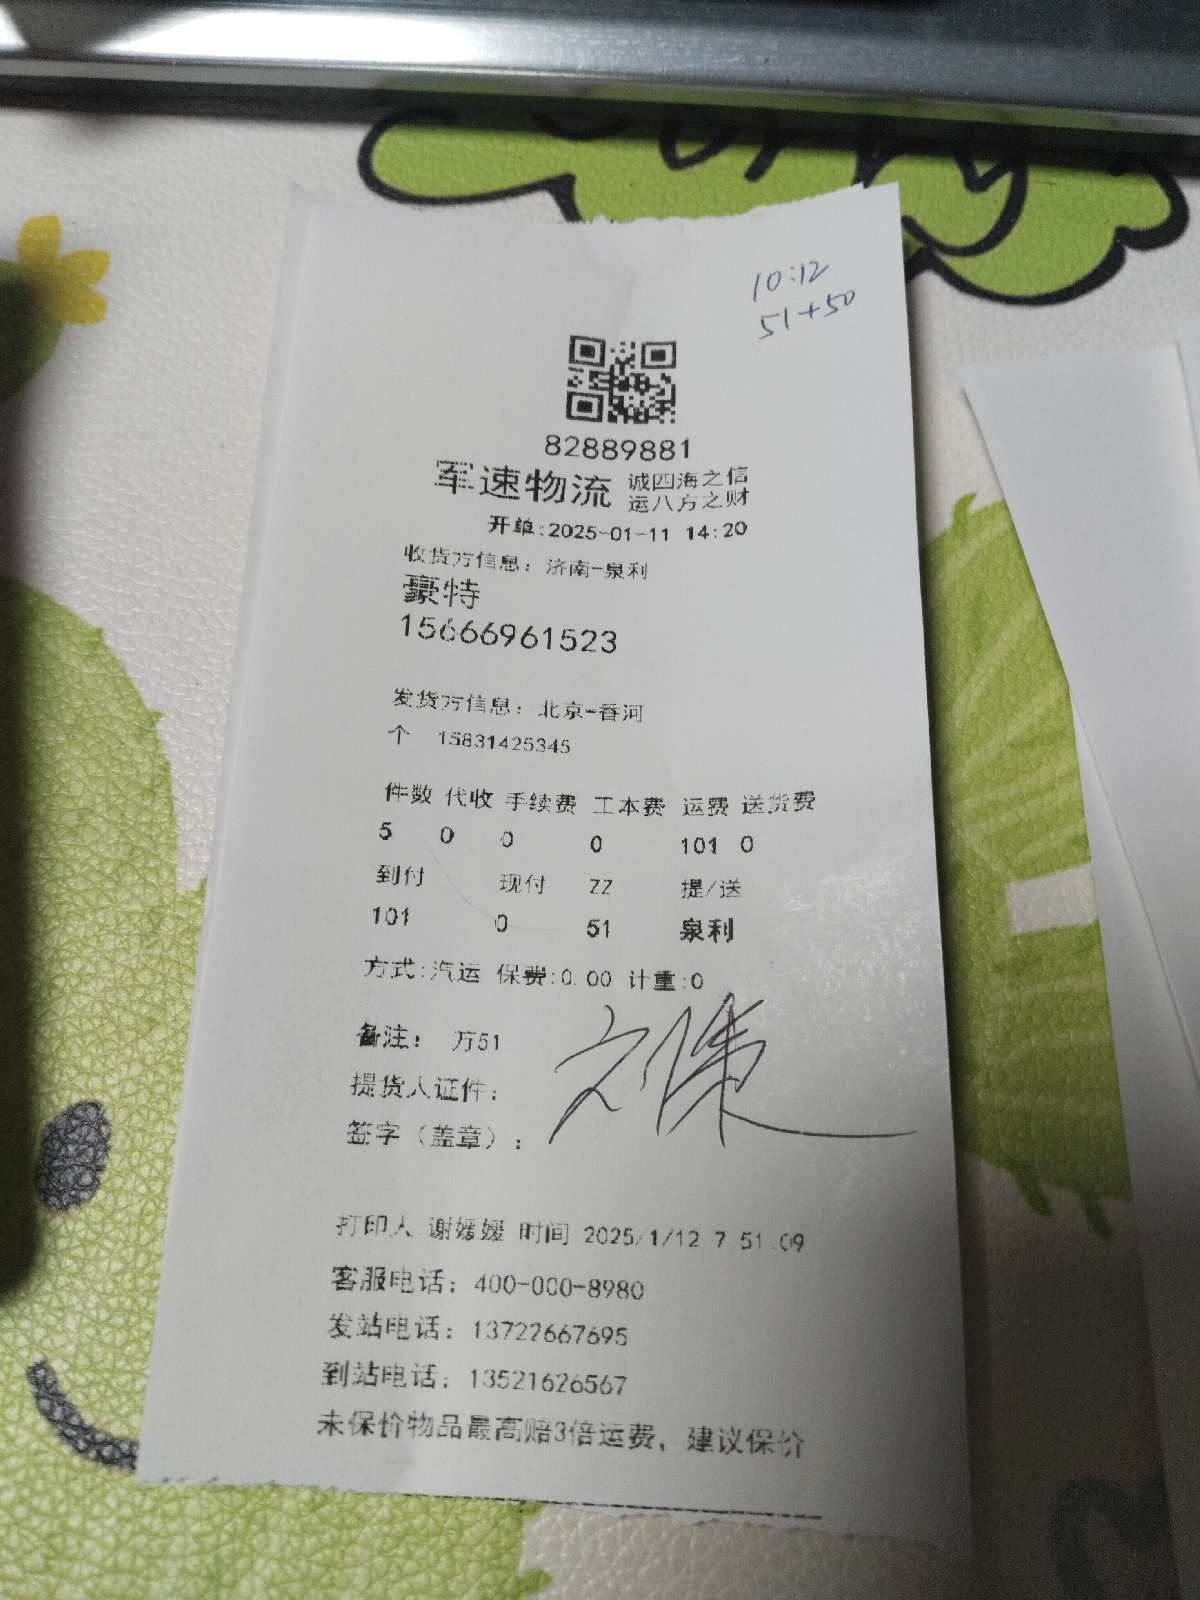 10:12
51+50
82889881
军速物流 诚四海之信
运八方之财
开单:2025-01-11 14:20
收货方信息：济南-泉利
豪特
15666961523
发货方信息：北京-香河
个 15831425345
件数 代收 手续费 工本费 运费 送货费
5 0 0 0 101 0
到付 现付 ZZ 提/送
101 0 51 泉利
方式:汽运 保费:0.00 计重:0
备注： 万51
提货人证件：
签字（盖章）：
打印人:谢媛媛 时间:2025/1/12 7:51:09
客服电话：400-000-8980
发站电话：13722667695
到站电话：13521626567
未保价物品最高赔3倍运费，建议保价